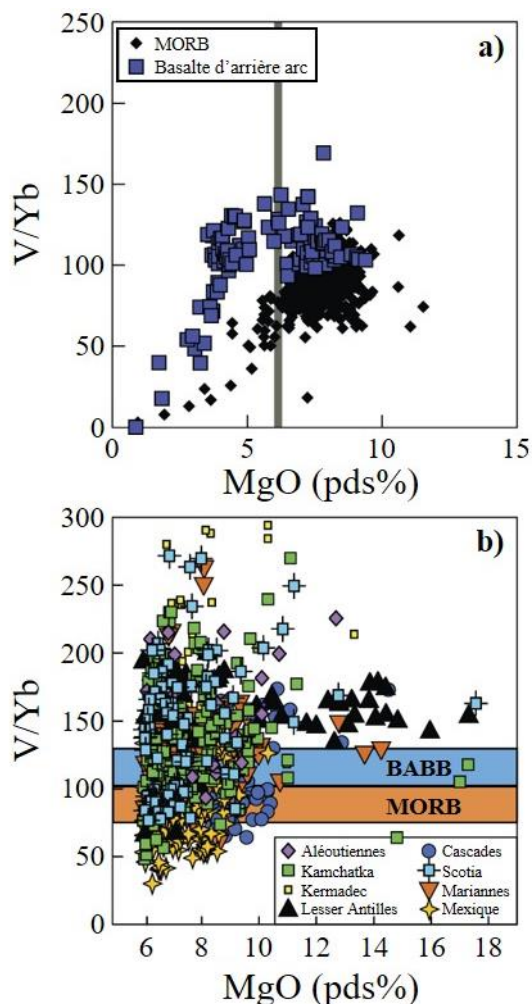 a)
MORB
Basalte d'arrière arc
V/Yb
250
200
150
100
50
0
0
5
10
15
MgO (pds%)
b)
V/Yb
300
250
200
150
100
50
0
BABB
MORB
Aléoutiennes
Cascades
Kamchatka
Scotia
Kermadec
Mariannes
Lesser Antilles
Mexique
6
8
10
12
14
16
18
MgO (pds%)